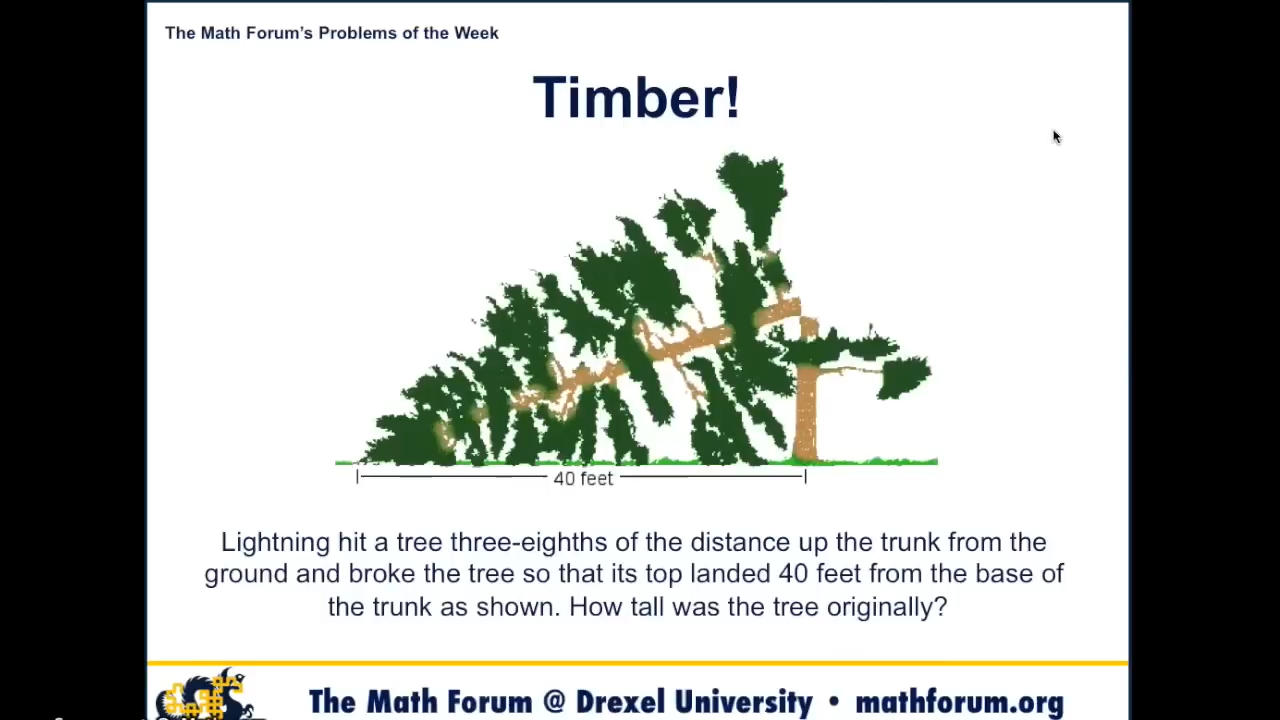 The Math Forum's Problems of the Week
Timber!
40 feet
Lightning hit a tree three-eighths of the distance up the trunk from the
ground and broke the tree so that its top landed 40 feet from the base of
the trunk as shown. How tall was the tree originally?
The Math Forum @ Drexel University • mathforum.org